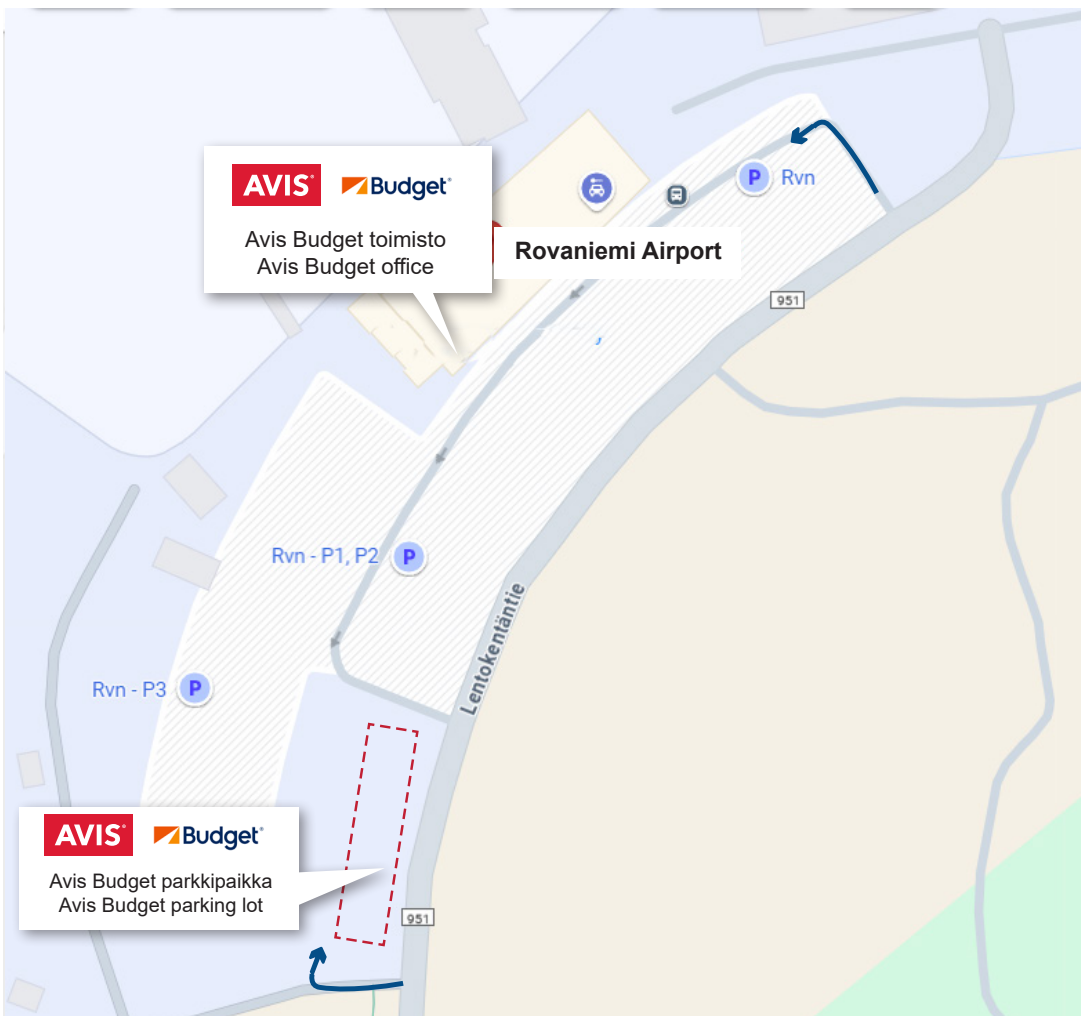 P Rvn
AVIS Budget
Avis Budget toimisto
Avis Budget office
Rovaniemi Airport
951
Rvn - P1, P2 P
Lentokentäntie
Rvn - P3 P
AVIS Budget
Avis Budget parkkipaikka
Avis Budget parking lot
951